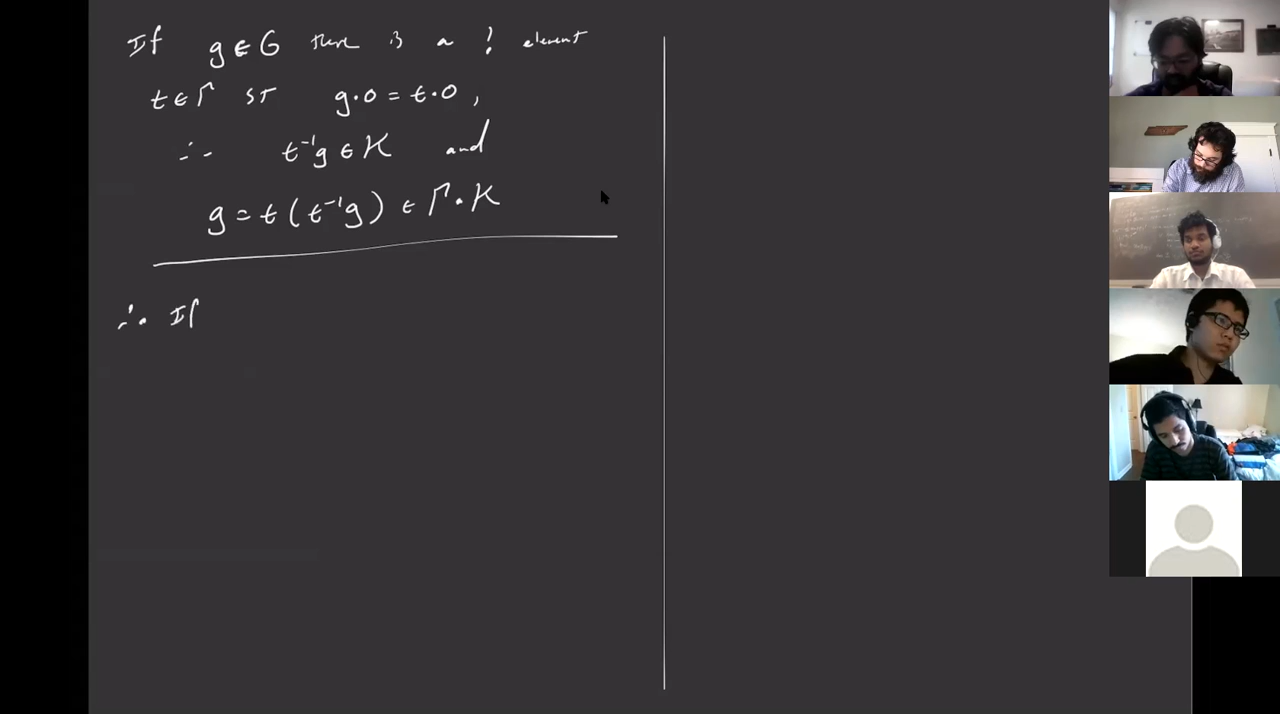 If g ∈ G there is a ! element
t ∈ Γ ST g·0 = t·0,
∴ t⁻¹g ∈ K and
g = t(t⁻¹g) ∈ Γ·K
∴ If